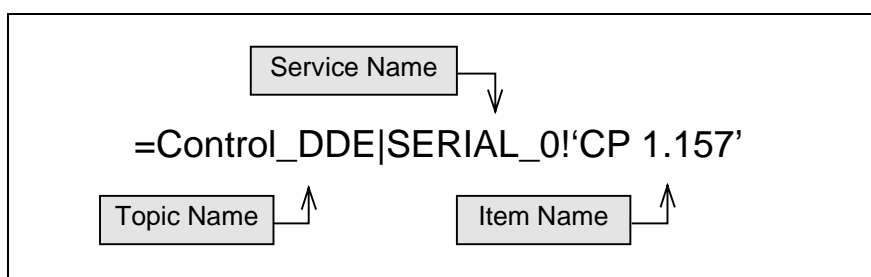 Service Name
=Control_DDE|SERIAL_0!‘CP 1.157’
Topic Name
Item Name